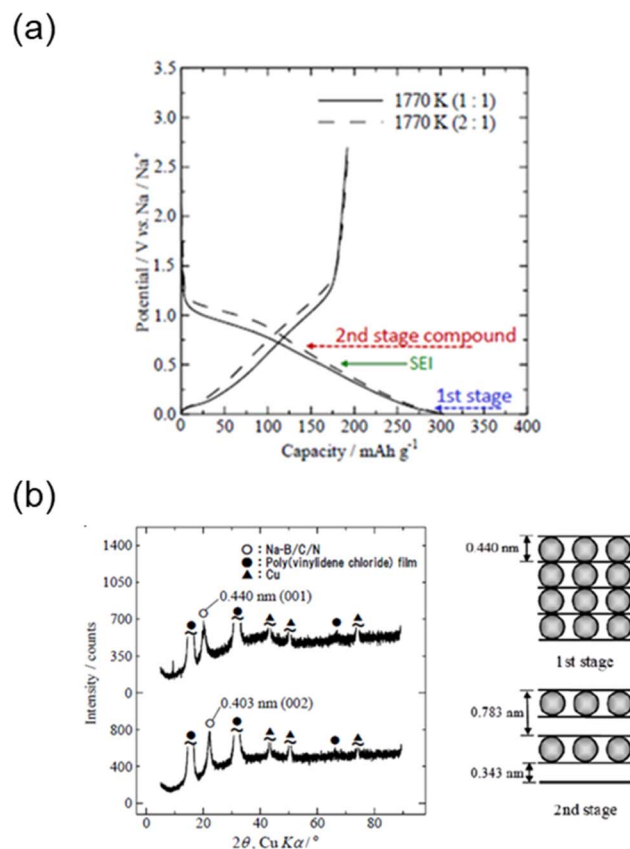 (a)
3.5
3.0
2.5
2.0
1.5
1.0
0.5
0.0
Potential / V vs. Na / Na⁺
1770 K (1 : 1)
1770 K (2 : 1)
2nd stage compound
SEI
1st stage
0 50 100 150 200 250 300 350 400
Capacity / mAh g⁻¹
(b)
1400
1050
700
350
0
800
400
0
Intensity / counts
○ : Na-B/C/N
● : Poly(vinylidene chloride) film
▲ : Cu
0.440 nm (001)
0.403 nm (002)
0 20 40 60 80
2θ, Cu Kα / °
0.440 nm
1st stage
0.783 nm
0.343 nm
2nd stage